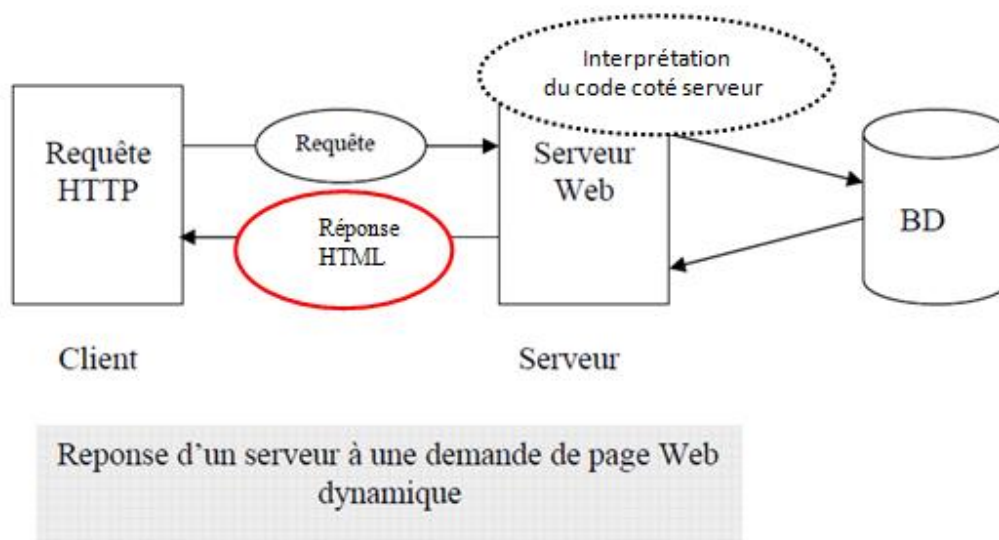 Interprétation
du code coté serveur
Requête
HTTP
Requête
Serveur
Web
Réponse
HTML
BD
Client
Serveur
Reponse d’un serveur à une demande de page Web
dynamique